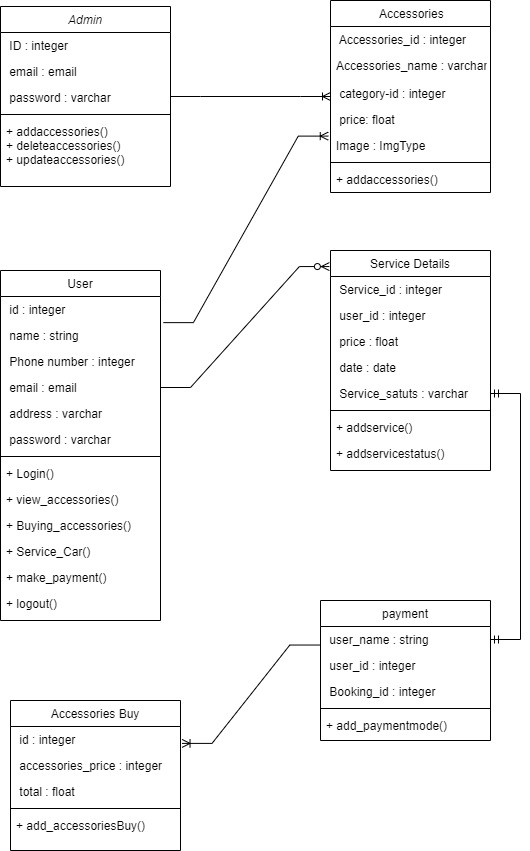 Admin
ID : integer
email : email
password : varchar
+ addaccessories()
+ deleteaccessories()
+ updateaccessories()
Accessories
Accessories_id : integer
Accessories_name : varchar
category-id : integer
price: float
Image : ImgType
+ addaccessories()
User
id : integer
name : string
Phone number : integer
email : email
address : varchar
password : varchar
+ Login()
+ view_accessories()
+ Buying_accessories()
+ Service_Car()
+ make_payment()
+ logout()
Service Details
Service_id : integer
user_id : integer
price : float
date : date
Service_satuts : varchar
+ addservice()
+ addservicestatus()
payment
user_name : string
user_id : integer
Booking_id : integer
+ add_paymentmode()
Accessories Buy
id : integer
accessories_price : integer
total : float
+ add_accessoriesBuy()